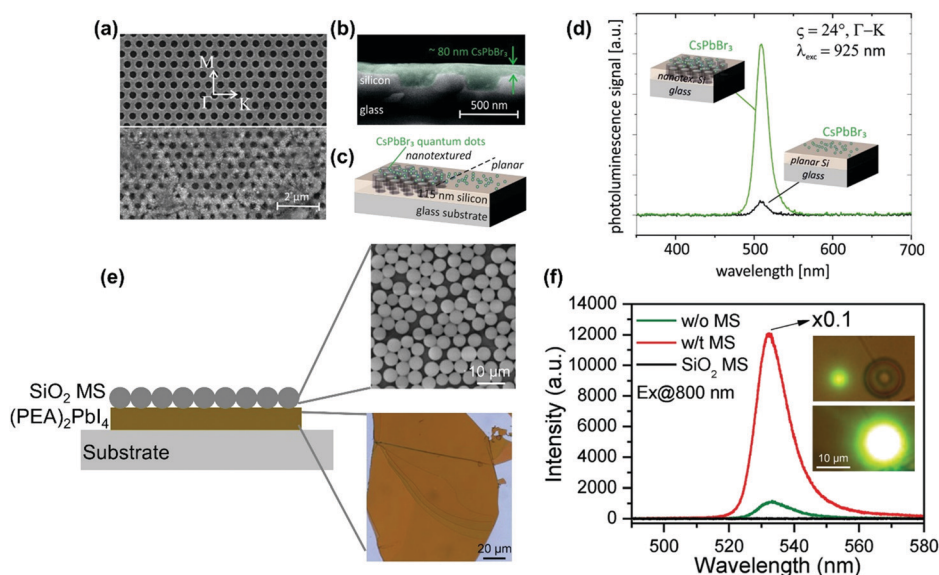 (a)
M
Γ
K
2 µm
(b)
~ 80 nm CsPbBr₃
silicon
glass
500 nm
(c)
CsPbBr₃ quantum dots
nanotextured
planar
115 nm silicon
glass substrate
(d)
photoluminescence signal [a.u.]
ς = 24°, Γ–K
λexc = 925 nm
CsPbBr₃
nanotex. Si
glass
CsPbBr₃
planar Si
glass
400
500
600
700
wavelength [nm]
(e)
SiO₂ MS
(PEA)₂PbI₄
Substrate
10 µm
20 µm
(f)
Intensity (a.u.)
14000
12000
10000
8000
6000
4000
2000
0
w/o MS
w/t MS
SiO₂ MS
Ex@800 nm
x0.1
10 µm
500
520
540
560
580
Wavelength (nm)